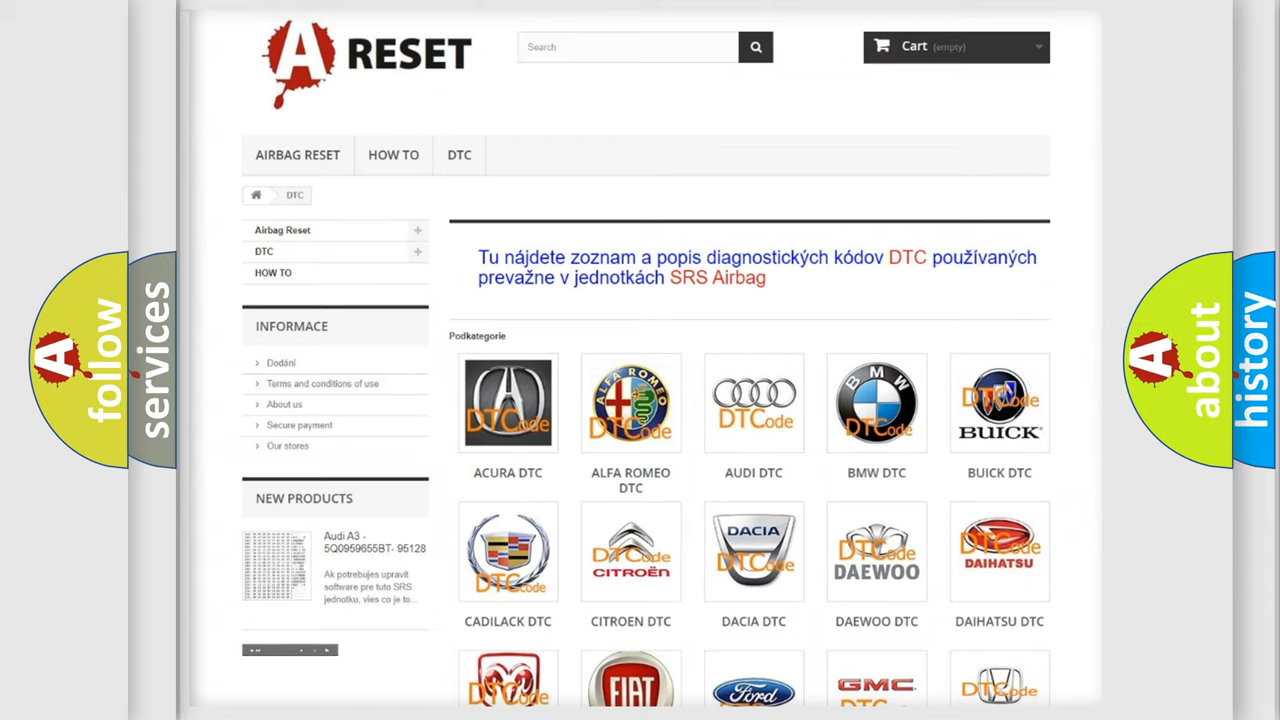 A RESET
Search
Cart (empty)
AIRBAG RESET
HOW TO
DTC
DTC
Airbag Reset
DTC
HOW TO
Tu nájdete zoznam a popis diagnostických kódov DTC používaných
prevažne v jednotkách SRS Airbag
INFORMACE
Dodání
Terms and conditions of use
About us
Secure payment
Our stores
Podkategorie
DTCode
ALFA ROMEO
DTCode
DTCode
BMW
DTCode
DTCode
BUICK
ACURA DTC
ALFA ROMEO
DTC
AUDI DTC
BMW DTC
BUICK DTC
NEW PRODUCTS
Audi A3 -
5Q0959655BT- 95128
Ak potrebujes upravit
software pre tuto SRS
jednotku, vies co je to...
DTCode
DTCode
CITROËN
DACIA
DTCode
DTCode
DAEWOO
DTCode
DAIHATSU
CADILACK DTC
CITROEN DTC
DACIA DTC
DAEWOO DTC
DAIHATSU DTC
DTCode
FIAT
Ford
GMC
DTCode
A follow
services
A about
history